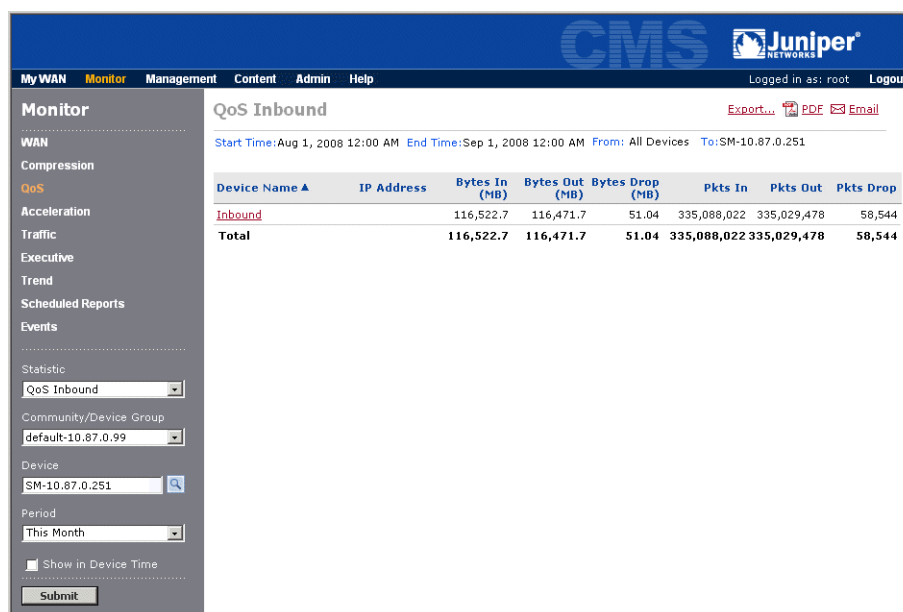 CMS
Juniper®
NETWORKS
My WAN Monitor Management Content Admin Help Logged in as: root Logou
Monitor
WAN
Compression
QoS
Acceleration
Traffic
Executive
Trend
Scheduled Reports
Events
Statistic
QoS Inbound
Community/Device Group
default-10.87.0.99
Device
SM-10.87.0.251
Period
This Month
Show in Device Time
Submit
QoS Inbound
Export... PDF Email
Start Time:Aug 1, 2008 12:00 AM End Time:Sep 1, 2008 12:00 AM From: All Devices To:SM-10.87.0.251
Device Name IP Address Bytes In (MB) Bytes Out (MB) Bytes Drop (MB) Pkts In Pkts Out Pkts Drop
Inbound 116,522.7 116,471.7 51.04 335,088,022 335,029,478 58,544
Total 116,522.7 116,471.7 51.04 335,088,022 335,029,478 58,544